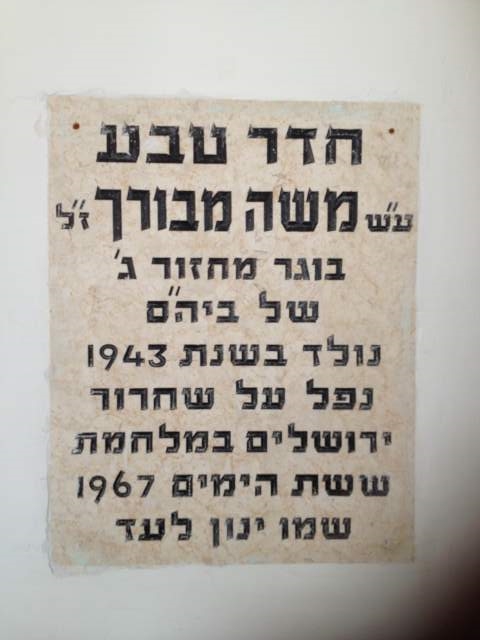 חדר טבע
ע"ש משה מבורך ז"ל
בוגר מחזור ג'
של ביה"ס
נולד בשנת 1943
נפל על שחרור
ירושלים במלחמת
ששת הימים 1967
שמו ינון לעד